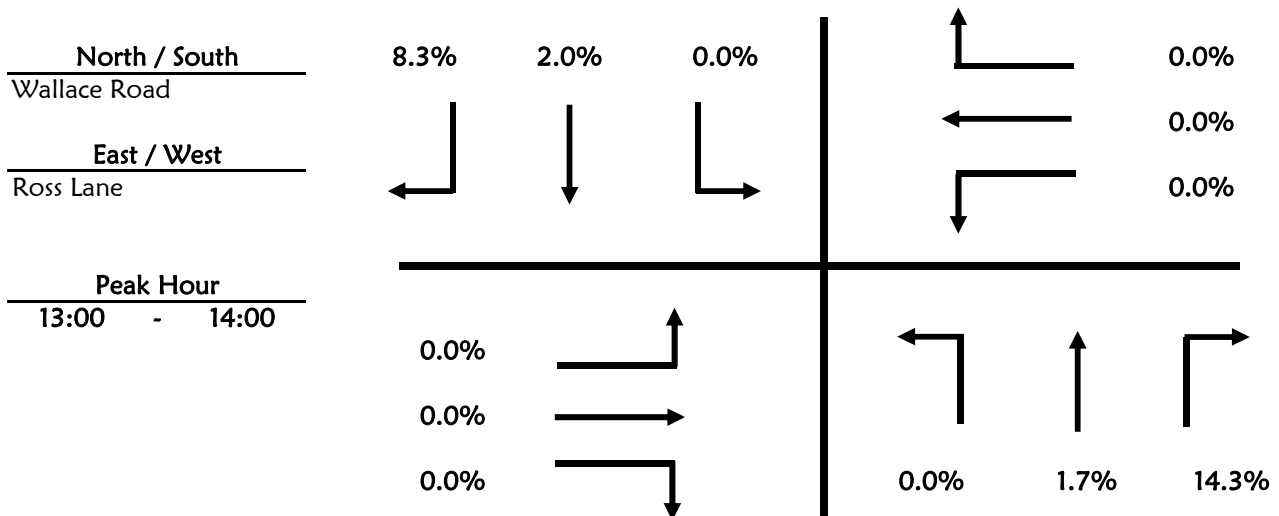 North / South
Wallace Road
East / West
Ross Lane
Peak Hour
13:00 - 14:00
8.3% 2.0% 0.0%
0.0%
0.0%
0.0%
0.0%
0.0%
0.0%
0.0% 1.7% 14.3%